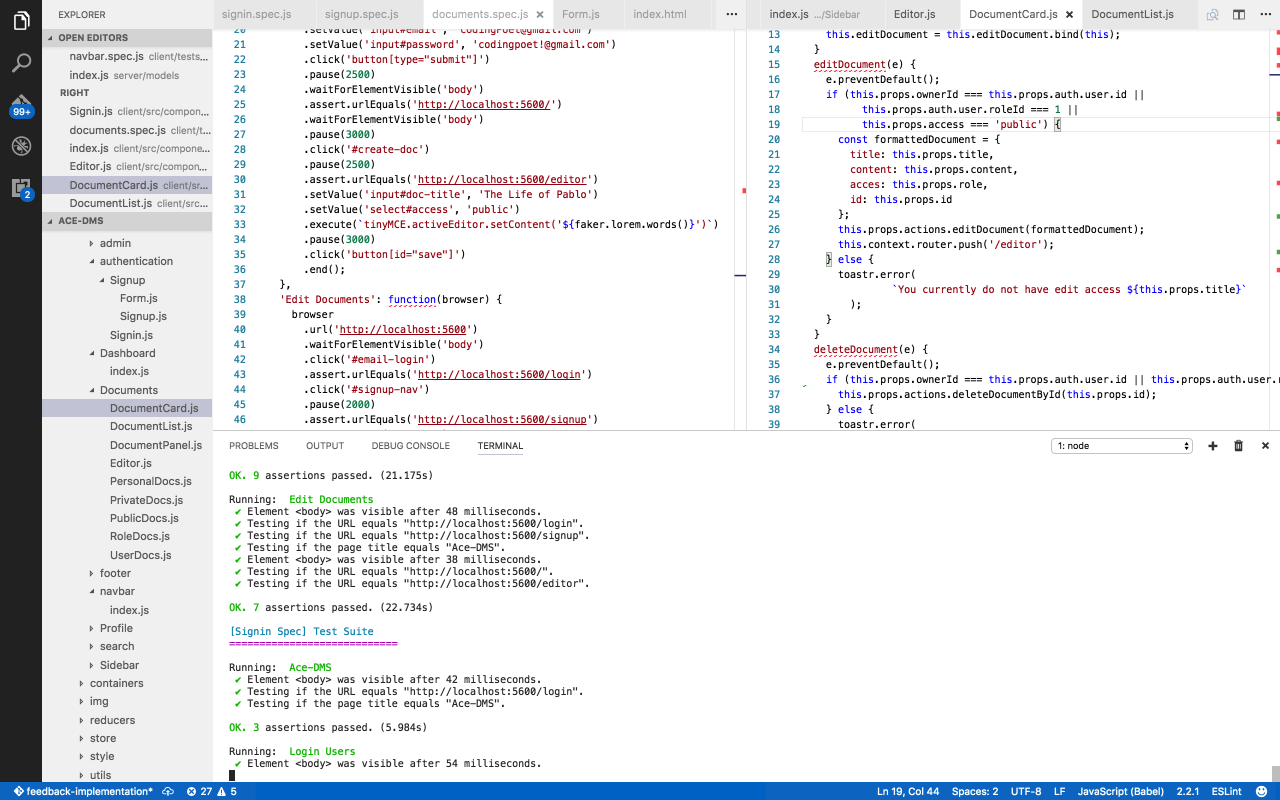 EXPLORER
OPEN EDITORS
navbar.spec.js client/tests...
index.js server/models
RIGHT
Signin.js client/src/compon...
documents.spec.js client/t...
index.js client/src/compone...
Editor.js client/src/compon...
DocumentCard.js client/sr...
DocumentList.js client/src...
ACE-DMS
admin
authentication
Signup
Form.js
Signup.js
Signin.js
Dashboard
index.js
Documents
DocumentCard.js
DocumentList.js
DocumentPanel.js
Editor.js
PersonalDocs.js
PrivateDocs.js
PublicDocs.js
RoleDocs.js
UserDocs.js
footer
navbar
index.js
Profile
search
Sidebar
containers
img
reducers
store
style
utils
99+
2
signin.spec.js signup.spec.js documents.spec.js Form.js index.html
20 .setValue('input#email', 'codingPoet@gmail.com')
21 .setValue('input#password', 'codingpoet!@gmail.com')
22 .click('button[type="submit"]')
23 .pause(2500)
24 .waitForElementVisible('body')
25 .assert.urlEquals('http://localhost:5600/')
26 .waitForElementVisible('body')
27 .pause(3000)
28 .click('#create-doc')
29 .pause(2500)
30 .assert.urlEquals('http://localhost:5600/editor')
31 .setValue('input#doc-title', 'The Life of Pablo')
32 .setValue('select#access', 'public')
33 .execute(`tinyMCE.activeEditor.setContent('${faker.lorem.words()}')`)
34 .pause(3000)
35 .click('button[id="save"]')
36 .end();
37 },
38 'Edit Documents': function(browser) {
39 browser
40 .url('http://localhost:5600')
41 .waitForElementVisible('body')
42 .click('#email-login')
43 .assert.urlEquals('http://localhost:5600/login')
44 .click('#signup-nav')
45 .pause(2000)
46 .assert.urlEquals('http://localhost:5600/signup')
index.js .../Sidebar Editor.js DocumentCard.js DocumentList.js
13 this.editDocument = this.editDocument.bind(this);
14 }
15 editDocument(e) {
16 e.preventDefault();
17 if (this.props.ownerId === this.props.auth.user.id ||
18 this.props.auth.user.roleId === 1 ||
19 this.props.access === 'public') {
20 const formattedDocument = {
21 title: this.props.title,
22 content: this.props.content,
23 acces: this.props.role,
24 id: this.props.id
25 };
26 this.props.actions.editDocument(formattedDocument);
27 this.context.router.push('/editor');
28 } else {
29 toastr.error(
30 `You currently do not have edit access ${this.props.title}`
31 );
32 }
33 }
34 deleteDocument(e) {
35 e.preventDefault();
36 if (this.props.ownerId === this.props.auth.user.id || this.props.auth.user.r
37 this.props.actions.deleteDocumentById(this.props.id);
38 } else {
39 toastr.error(
PROBLEMS OUTPUT DEBUG CONSOLE TERMINAL 1: node
OK. 9 assertions passed. (21.175s)
Running: Edit Documents
✔ Element <body> was visible after 48 milliseconds.
✔ Testing if the URL equals "http://localhost:5600/login".
✔ Testing if the URL equals "http://localhost:5600/signup".
✔ Testing if the page title equals "Ace-DMS".
✔ Element <body> was visible after 38 milliseconds.
✔ Testing if the URL equals "http://localhost:5600/".
✔ Testing if the URL equals "http://localhost:5600/editor".
OK. 7 assertions passed. (22.734s)
[Signin Spec] Test Suite
============================
Running: Ace-DMS
✔ Element <body> was visible after 42 milliseconds.
✔ Testing if the URL equals "http://localhost:5600/login".
✔ Testing if the page title equals "Ace-DMS".
OK. 3 assertions passed. (5.984s)
Running: Login Users
✔ Element <body> was visible after 54 milliseconds.
feedback-implementation* 27 5 Ln 19, Col 44 Spaces: 2 UTF-8 LF JavaScript (Babel) 2.2.1 ESLint